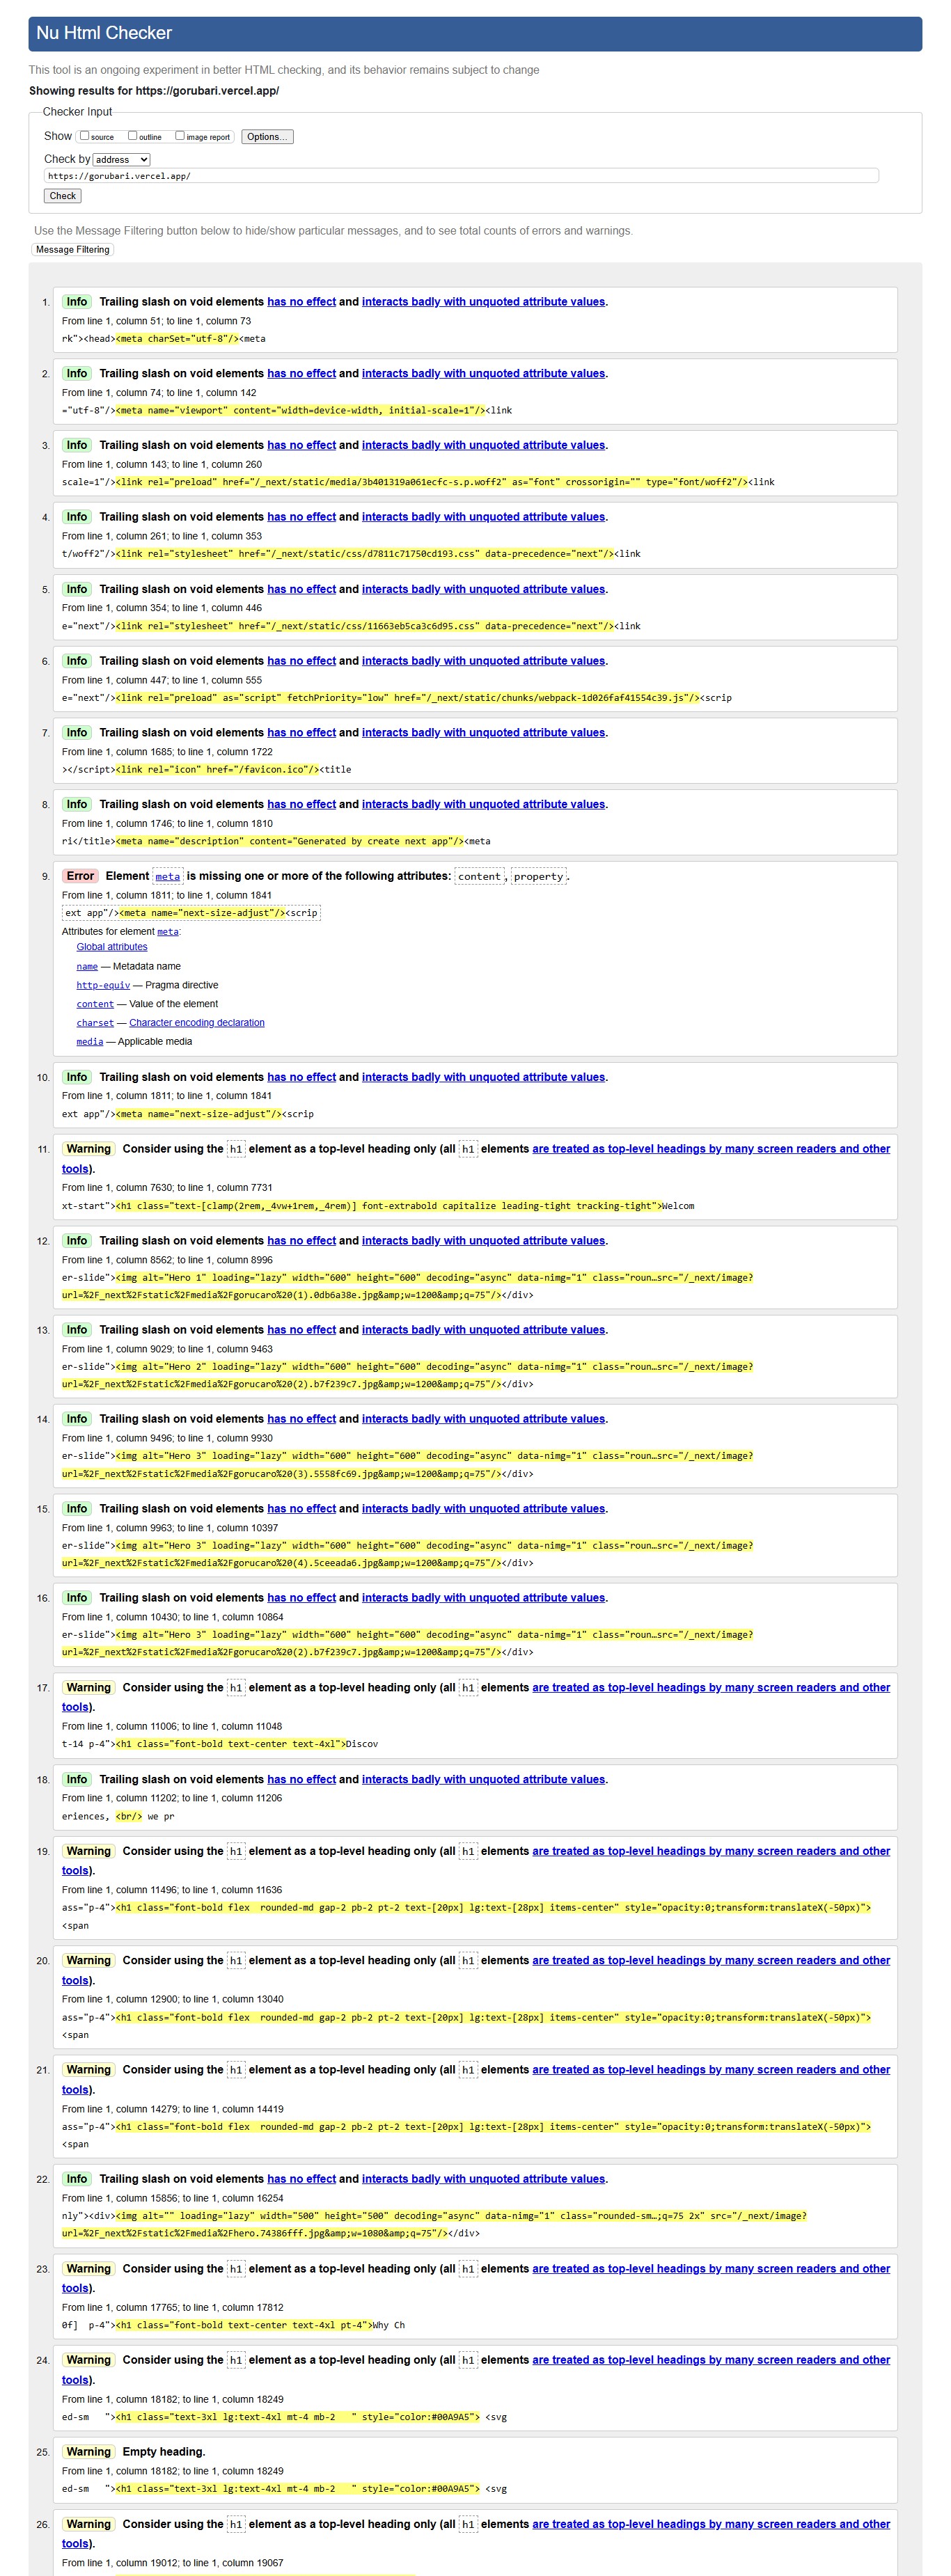 Nu Html Checker
This tool is an ongoing experiment in better HTML checking, and its behavior remains subject to change
Showing results for https://gorubari.vercel.app/
Checker Input
Show source outline image report Options...
Check by address
https://gorubari.vercel.app/
Check
Use the Message Filtering button below to hide/show particular messages, and to see total counts of errors and warnings.
Message Filtering
1. Info Trailing slash on void elements has no effect and interacts badly with unquoted attribute values.
From line 1, column 51; to line 1, column 73
rk"><head><meta charSet="utf-8"/><meta
2. Info Trailing slash on void elements has no effect and interacts badly with unquoted attribute values.
From line 1, column 74; to line 1, column 142
="utf-8"/><meta name="viewport" content="width=device-width, initial-scale=1"/><link
3. Info Trailing slash on void elements has no effect and interacts badly with unquoted attribute values.
From line 1, column 143; to line 1, column 260
scale=1"/><link rel="preload" href="/_next/static/media/3b401319a061ecfc-s.p.woff2" as="font" crossorigin="" type="font/woff2"/><link
4. Info Trailing slash on void elements has no effect and interacts badly with unquoted attribute values.
From line 1, column 261; to line 1, column 353
t/woff2"/><link rel="stylesheet" href="/_next/static/css/d7811c71750cd193.css" data-precedence="next"/><link
5. Info Trailing slash on void elements has no effect and interacts badly with unquoted attribute values.
From line 1, column 354; to line 1, column 446
e="next"/><link rel="stylesheet" href="/_next/static/css/11663eb5ca3c6d95.css" data-precedence="next"/><link
6. Info Trailing slash on void elements has no effect and interacts badly with unquoted attribute values.
From line 1, column 447; to line 1, column 555
e="next"/><link rel="preload" as="script" fetchPriority="low" href="/_next/static/chunks/webpack-1d026faf41554c39.js"/><scrip
7. Info Trailing slash on void elements has no effect and interacts badly with unquoted attribute values.
From line 1, column 1685; to line 1, column 1722
></script><link rel="icon" href="/favicon.ico"/><title
8. Info Trailing slash on void elements has no effect and interacts badly with unquoted attribute values.
From line 1, column 1746; to line 1, column 1810
ri</title><meta name="description" content="Generated by create next app"/><meta
9. Error Element meta is missing one or more of the following attributes: content, property.
From line 1, column 1811; to line 1, column 1841
ext app"/><meta name="next-size-adjust"/><scrip
Attributes for element meta:
Global attributes
name — Metadata name
http-equiv — Pragma directive
content — Value of the element
charset — Character encoding declaration
media — Applicable media
10. Info Trailing slash on void elements has no effect and interacts badly with unquoted attribute values.
From line 1, column 1811; to line 1, column 1841
ext app"/><meta name="next-size-adjust"/><scrip
11. Warning Consider using the h1 element as a top-level heading only (all h1 elements are treated as top-level headings by many screen readers and other
tools).
From line 1, column 7630; to line 1, column 7731
xt-start"><h1 class="text-[clamp(2rem,_4vw+1rem,_4rem)] font-extrabold capitalize leading-tight tracking-tight">Welcom
12. Info Trailing slash on void elements has no effect and interacts badly with unquoted attribute values.
From line 1, column 8562; to line 1, column 8996
er-slide"><img alt="Hero 1" loading="lazy" width="600" height="600" decoding="async" data-nimg="1" class="roun…src="/_next/image?
url=%2F_next%2Fstatic%2Fmedia%2Fgorucaro%20(1).0db6a38e.jpg&amp;w=1200&amp;q=75"/></div>
13. Info Trailing slash on void elements has no effect and interacts badly with unquoted attribute values.
From line 1, column 9029; to line 1, column 9463
er-slide"><img alt="Hero 2" loading="lazy" width="600" height="600" decoding="async" data-nimg="1" class="roun…src="/_next/image?
url=%2F_next%2Fstatic%2Fmedia%2Fgorucaro%20(2).b7f239c7.jpg&amp;w=1200&amp;q=75"/></div>
14. Info Trailing slash on void elements has no effect and interacts badly with unquoted attribute values.
From line 1, column 9496; to line 1, column 9930
er-slide"><img alt="Hero 3" loading="lazy" width="600" height="600" decoding="async" data-nimg="1" class="roun…src="/_next/image?
url=%2F_next%2Fstatic%2Fmedia%2Fgorucaro%20(3).5558fc69.jpg&amp;w=1200&amp;q=75"/></div>
15. Info Trailing slash on void elements has no effect and interacts badly with unquoted attribute values.
From line 1, column 9963; to line 1, column 10397
er-slide"><img alt="Hero 3" loading="lazy" width="600" height="600" decoding="async" data-nimg="1" class="roun…src="/_next/image?
url=%2F_next%2Fstatic%2Fmedia%2Fgorucaro%20(4).5ceeada6.jpg&amp;w=1200&amp;q=75"/></div>
16. Info Trailing slash on void elements has no effect and interacts badly with unquoted attribute values.
From line 1, column 10430; to line 1, column 10864
er-slide"><img alt="Hero 3" loading="lazy" width="600" height="600" decoding="async" data-nimg="1" class="roun…src="/_next/image?
url=%2F_next%2Fstatic%2Fmedia%2Fgorucaro%20(2).b7f239c7.jpg&amp;w=1200&amp;q=75"/></div>
17. Warning Consider using the h1 element as a top-level heading only (all h1 elements are treated as top-level headings by many screen readers and other
tools).
From line 1, column 11006; to line 1, column 11048
t-14 p-4"><h1 class="font-bold text-center text-4xl">Discov
18. Info Trailing slash on void elements has no effect and interacts badly with unquoted attribute values.
From line 1, column 11202; to line 1, column 11206
eriences, <br/> we pr
19. Warning Consider using the h1 element as a top-level heading only (all h1 elements are treated as top-level headings by many screen readers and other
tools).
From line 1, column 11496; to line 1, column 11636
ass="p-4"><h1 class="font-bold flex  rounded-md gap-2 pb-2 pt-2 text-[20px] lg:text-[28px] items-center" style="opacity:0;transform:translateX(-50px)">
<span
20. Warning Consider using the h1 element as a top-level heading only (all h1 elements are treated as top-level headings by many screen readers and other
tools).
From line 1, column 12900; to line 1, column 13040
ass="p-4"><h1 class="font-bold flex  rounded-md gap-2 pb-2 pt-2 text-[20px] lg:text-[28px] items-center" style="opacity:0;transform:translateX(-50px)">
<span
21. Warning Consider using the h1 element as a top-level heading only (all h1 elements are treated as top-level headings by many screen readers and other
tools).
From line 1, column 14279; to line 1, column 14419
ass="p-4"><h1 class="font-bold flex  rounded-md gap-2 pb-2 pt-2 text-[20px] lg:text-[28px] items-center" style="opacity:0;transform:translateX(-50px)">
<span
22. Info Trailing slash on void elements has no effect and interacts badly with unquoted attribute values.
From line 1, column 15856; to line 1, column 16254
nly"><div><img alt="" loading="lazy" width="500" height="500" decoding="async" data-nimg="1" class="rounded-sm…;q=75 2x" src="/_next/image?
url=%2F_next%2Fstatic%2Fmedia%2Fhero.74386fff.jpg&amp;w=1080&amp;q=75"/></div>
23. Warning Consider using the h1 element as a top-level heading only (all h1 elements are treated as top-level headings by many screen readers and other
tools).
From line 1, column 17765; to line 1, column 17812
0f]  p-4"><h1 class="font-bold text-center text-4xl pt-4">Why Ch
24. Warning Consider using the h1 element as a top-level heading only (all h1 elements are treated as top-level headings by many screen readers and other
tools).
From line 1, column 18182; to line 1, column 18249
ed-sm   "><h1 class="text-3xl lg:text-4xl mt-4 mb-2   " style="color:#00A9A5"> <svg
25. Warning Empty heading.
From line 1, column 18182; to line 1, column 18249
ed-sm   "><h1 class="text-3xl lg:text-4xl mt-4 mb-2   " style="color:#00A9A5"> <svg
26. Warning Consider using the h1 element as a top-level heading only (all h1 elements are treated as top-level headings by many screen readers and other
tools).
From line 1, column 19012; to line 1, column 19067